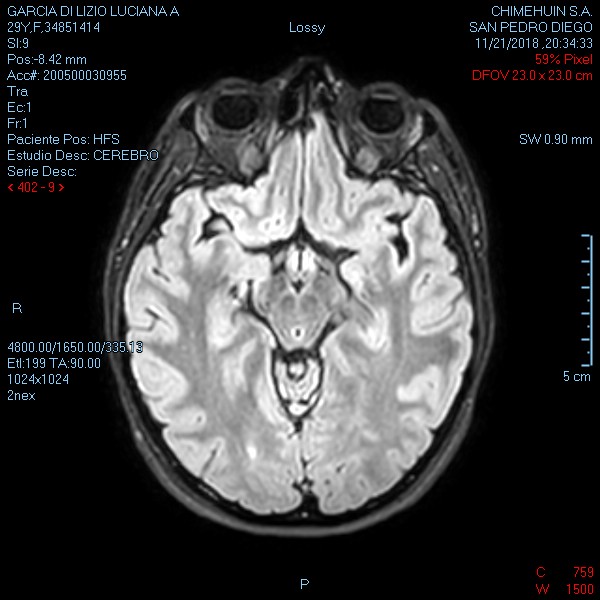 GARCIA DI LIZIO LUCIANA A
29Y,F,34851414
Sl:9
Pos:-8.42 mm
Acc#: 200500030955
Tra
Ec:1
Fr:1
Paciente Pos: HFS
Estudio Desc: CEREBRO
Serie Desc:
< 402 - 9 >
Lossy
CHIMEHUIN S.A.
SAN PEDRO DIEGO
11/21/2018 ,20:34:33
59% Pixel
DFOV 23.0 x 23.0 cm
SW 0.90 mm
R
4800.00/1650.00/335.13
Etl:199 TA:90.00
1024x1024
2nex
5 cm
P
C 759
W 1500